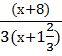 (x+8)
3(x+1 2/3)